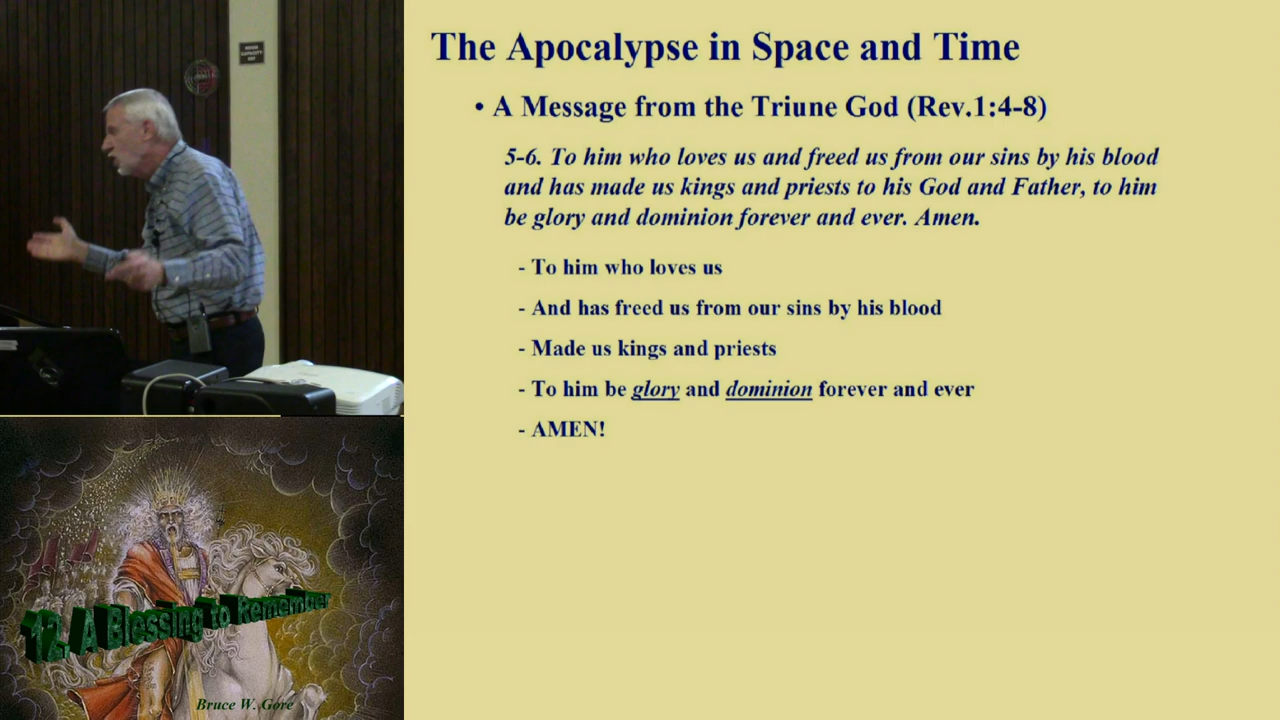 The Apocalypse in Space and Time
• A Message from the Triune God (Rev.1:4-8)
5-6. To him who loves us and freed us from our sins by his blood
and has made us kings and priests to his God and Father, to him
be glory and dominion forever and ever. Amen.
- To him who loves us
- And has freed us from our sins by his blood
- Made us kings and priests
- To him be glory and dominion forever and ever
- AMEN!
12. A Blessing to Remember
Bruce W. Gore